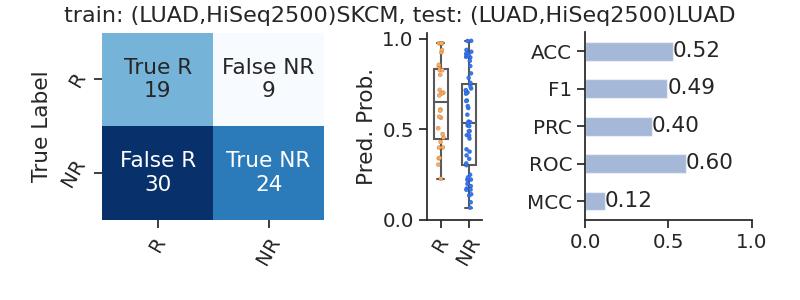 train: (LUAD,HiSeq2500)SKCM, test: (LUAD,HiSeq2500)LUAD
True Label
R
NR
True R
19
False NR
9
False R
30
True NR
24
R
NR
Pred. Prob.
1.0
0.5
0.0
R
NR
ACC
0.52
F1
0.49
PRC
0.40
ROC
0.60
MCC
0.12
0.0
0.5
1.0